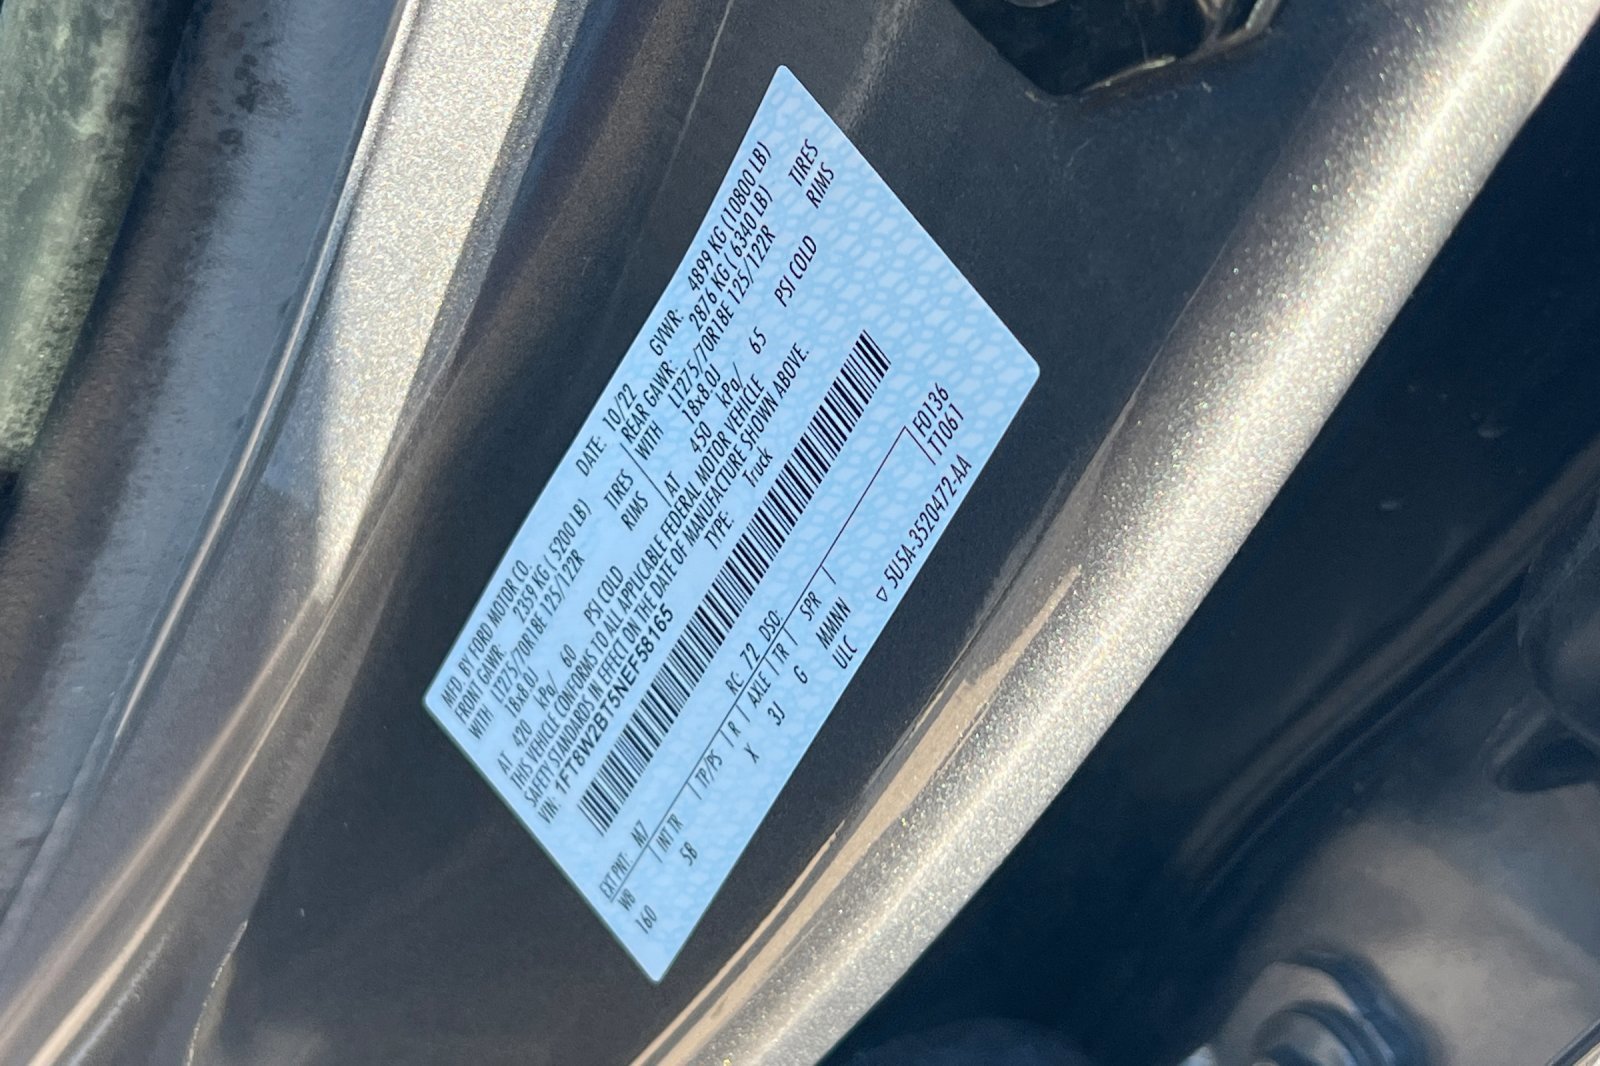 MFD. BY FORD MOTOR CO.
DATE: 10/22 GVWR: 4899 KG (10800 LB)
FRONT GAWR: 2359 KG ( 5200 LB) REAR GAWR: 2876 KG ( 6340 LB)
WITH LT275/70R18E 125/122R TIRES WITH LT275/70R18E 125/122R TIRES
18x8.0J RIMS 18x8.0J RIMS
AT 420 kPa/ 60 PSI COLD AT 450 kPa/ 65 PSI COLD
THIS VEHICLE CONFORMS TO ALL APPLICABLE FEDERAL MOTOR VEHICLE
SAFETY STANDARDS IN EFFECT ON THE DATE OF MANUFACTURE SHOWN ABOVE.
VIN: 1FT8W2BT5NEF58165 TYPE: Truck
EXT PNT: M7 RC: 72 DSO: F0136
WB INT TR TP/PS R AXLE TR SPR T1061
160 5B X 3J G MMNN
ULC ▽ 5U5A-3520472-AA